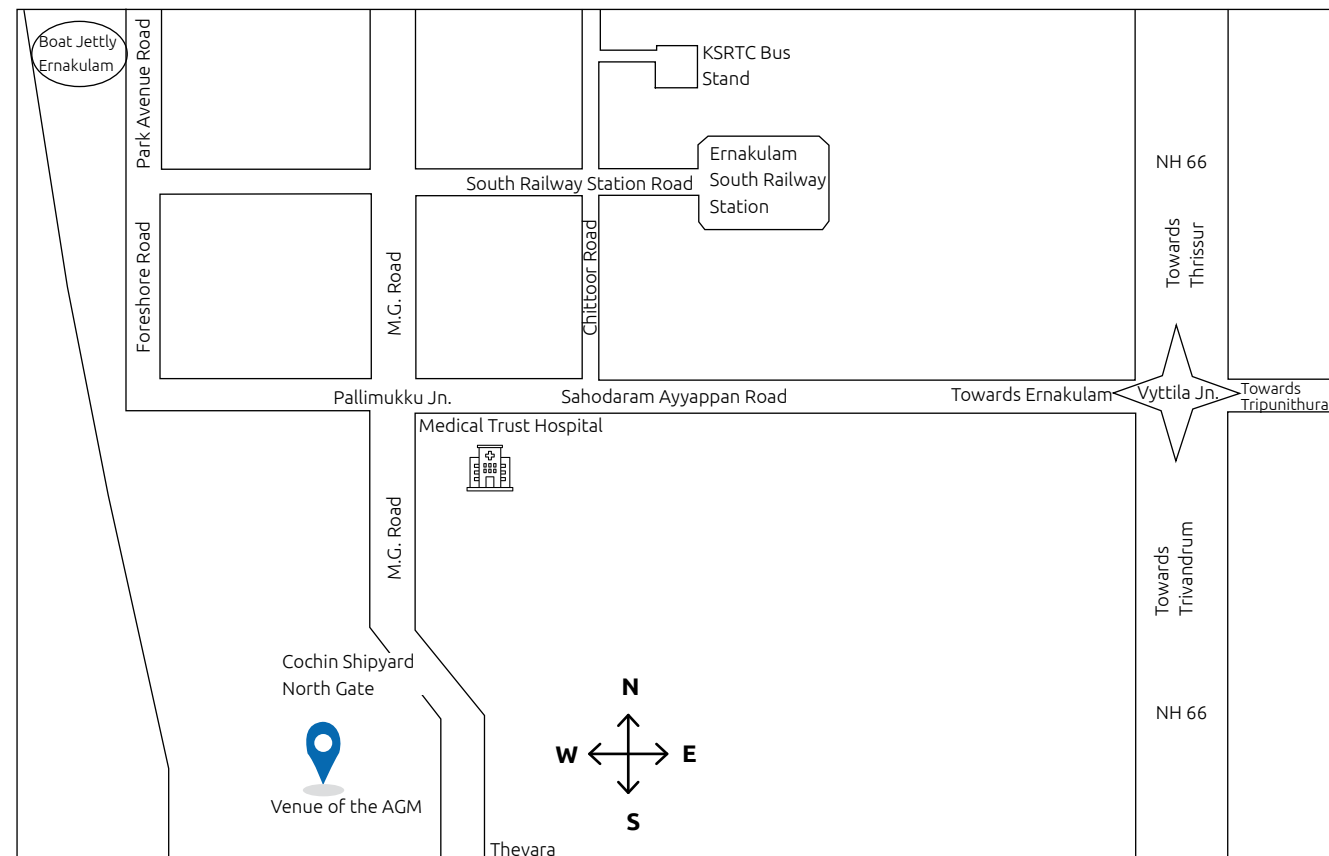 Boat Jettly
Ernakulam
Park Avenue Road
KSRTC Bus
Stand
Ernakulam
South Railway
Station
South Railway Station Road
NH 66
Towards
Thrissur
Foreshore Road
M.G. Road
Chittoor Road
Pallimukku Jn.
Sahodaram Ayyappan Road
Towards Ernakulam
Vyttila Jn.
Towards
Tripunithura
Medical Trust Hospital
M.G. Road
Towards
Trivandrum
Cochin Shipyard
North Gate
N
W
E
S
NH 66
Venue of the AGM
Thevara